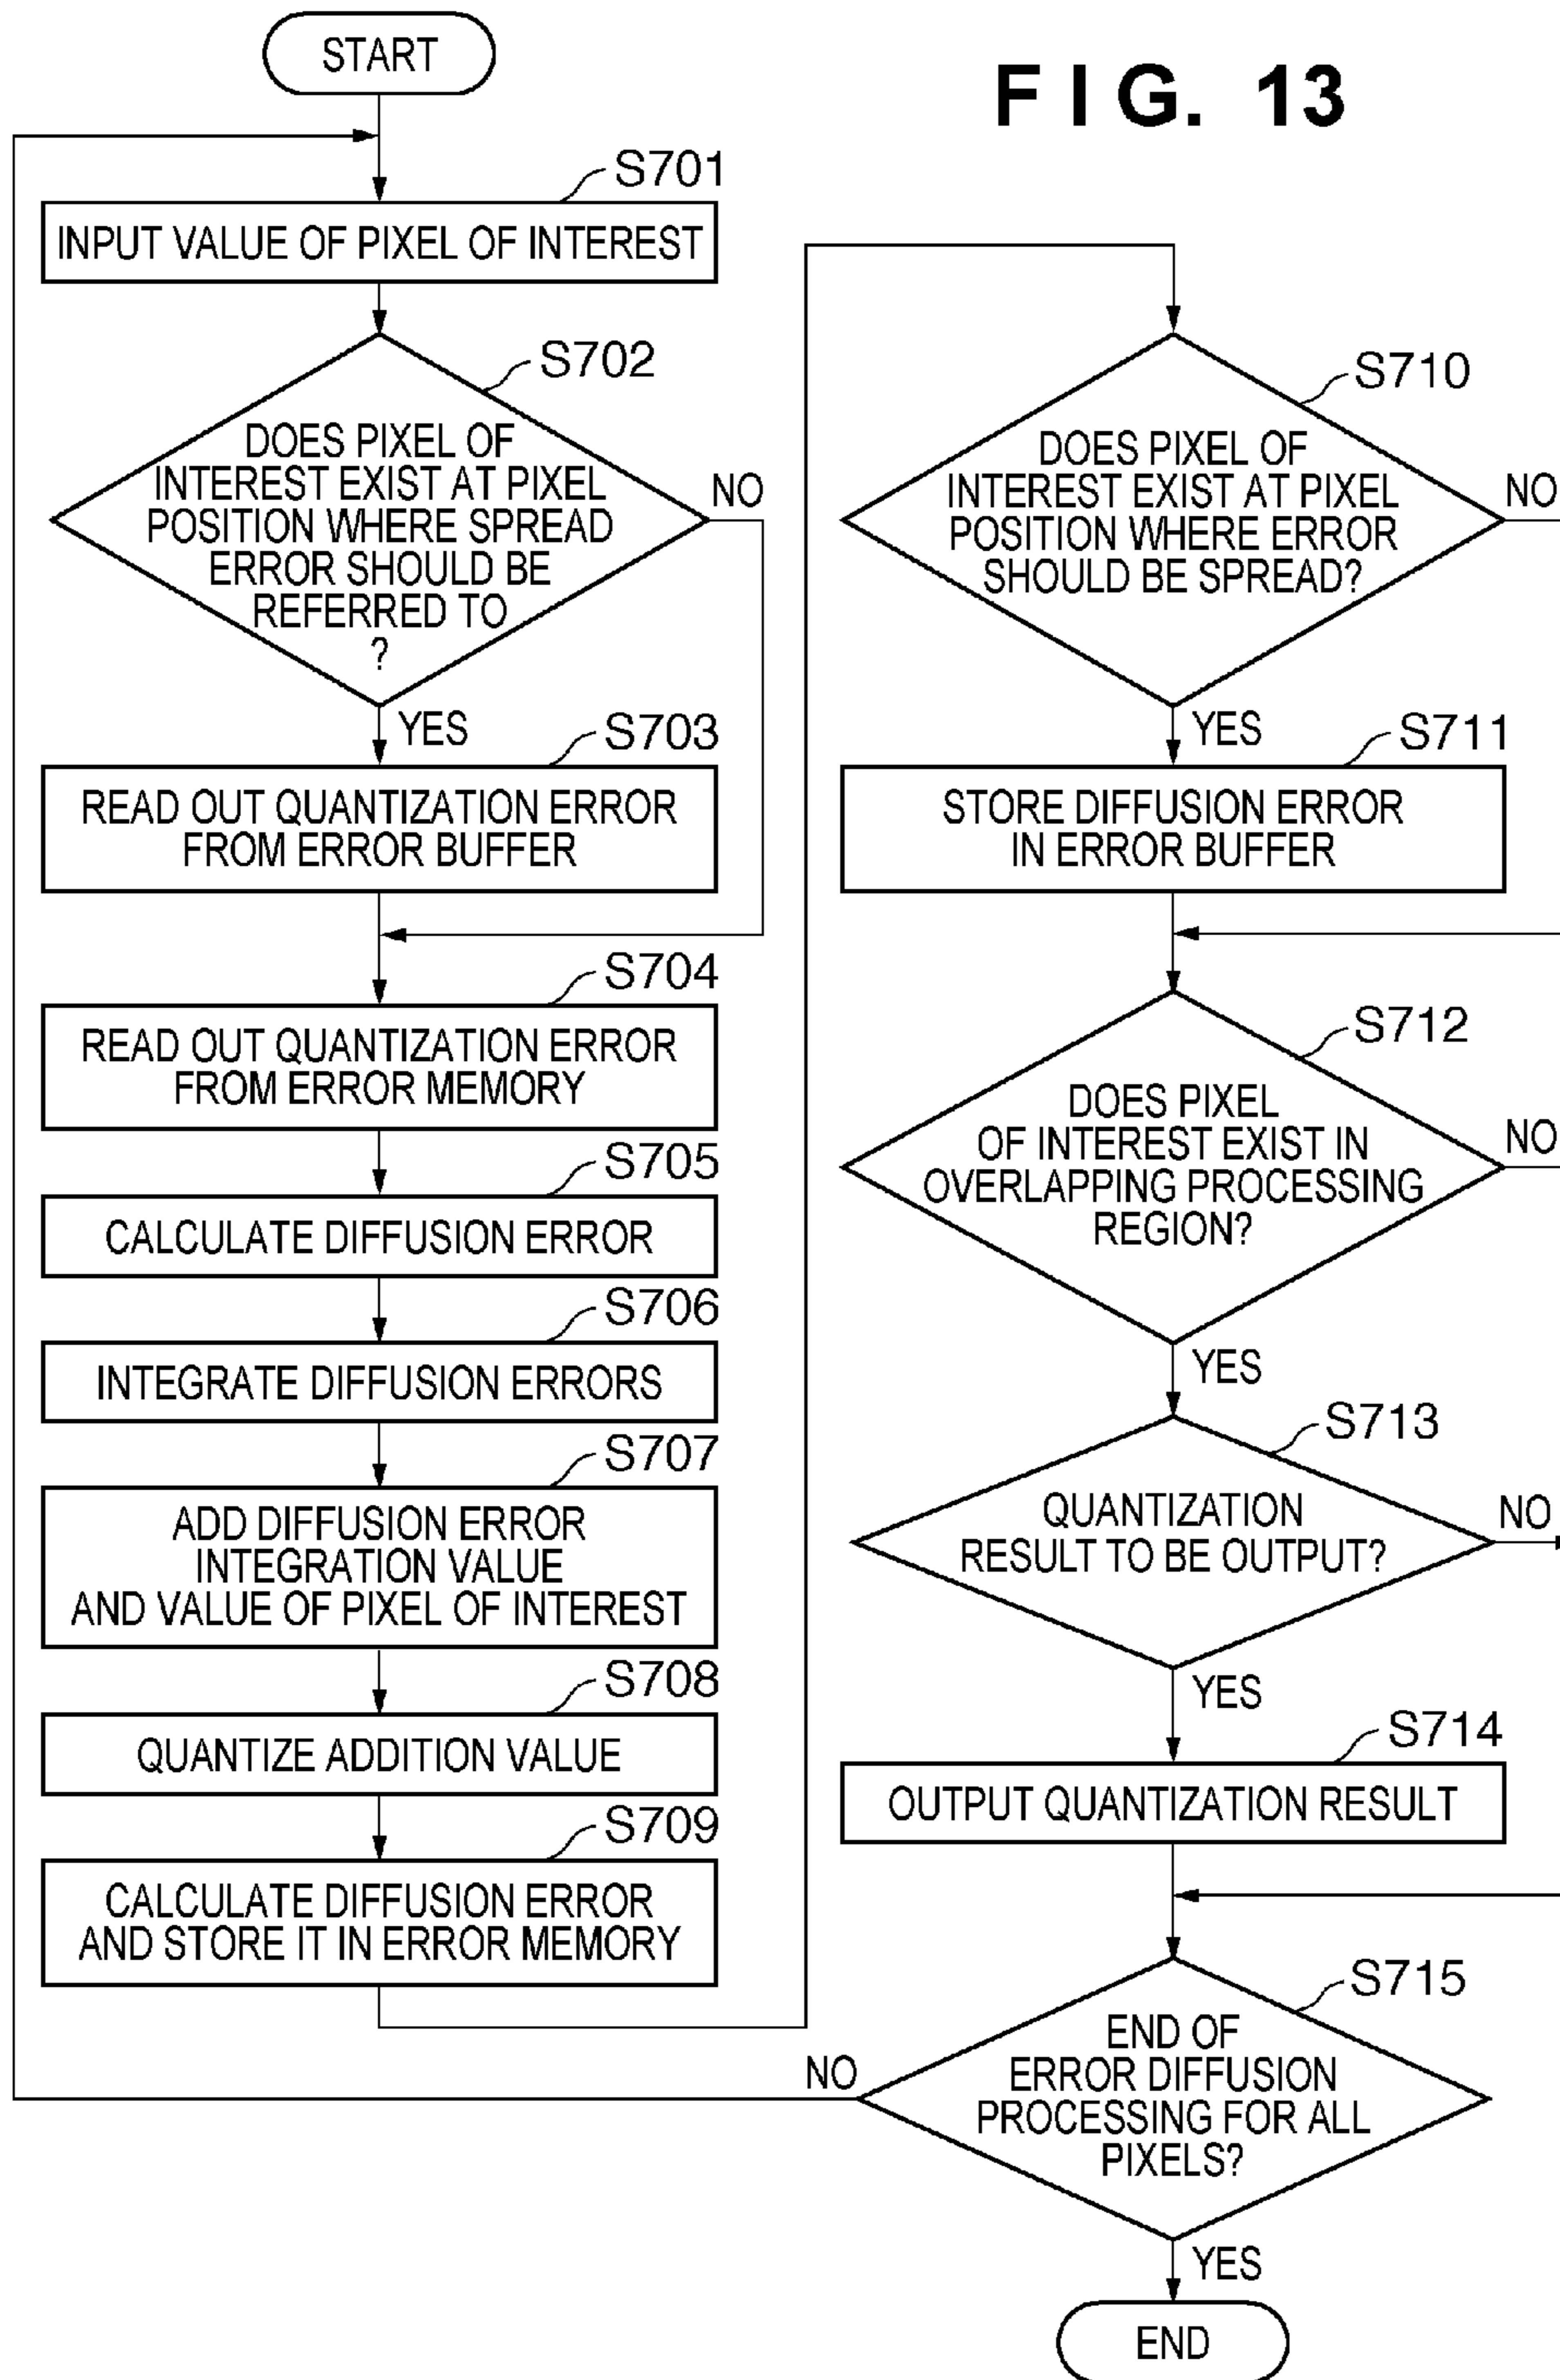 FIG. 13
START
S701
INPUT VALUE OF PIXEL OF INTEREST
S702
DOES PIXEL OF
INTEREST EXIST AT PIXEL
POSITION WHERE SPREAD
ERROR SHOULD BE
REFERRED TO
?
NO
YES
S703
READ OUT QUANTIZATION ERROR
FROM ERROR BUFFER
S704
READ OUT QUANTIZATION ERROR
FROM ERROR MEMORY
S705
CALCULATE DIFFUSION ERROR
S706
INTEGRATE DIFFUSION ERRORS
S707
ADD DIFFUSION ERROR
INTEGRATION VALUE
AND VALUE OF PIXEL OF INTEREST
S708
QUANTIZE ADDITION VALUE
S709
CALCULATE DIFFUSION ERROR
AND STORE IT IN ERROR MEMORY
S710
DOES PIXEL OF
INTEREST EXIST AT PIXEL
POSITION WHERE ERROR
SHOULD BE SPREAD?
NO
YES
S711
STORE DIFFUSION ERROR
IN ERROR BUFFER
S712
DOES PIXEL
OF INTEREST EXIST IN
OVERLAPPING PROCESSING
REGION?
NO
YES
S713
QUANTIZATION
RESULT TO BE OUTPUT?
NO
YES
S714
OUTPUT QUANTIZATION RESULT
S715
END OF
ERROR DIFFUSION
PROCESSING FOR ALL
PIXELS?
NO
YES
END